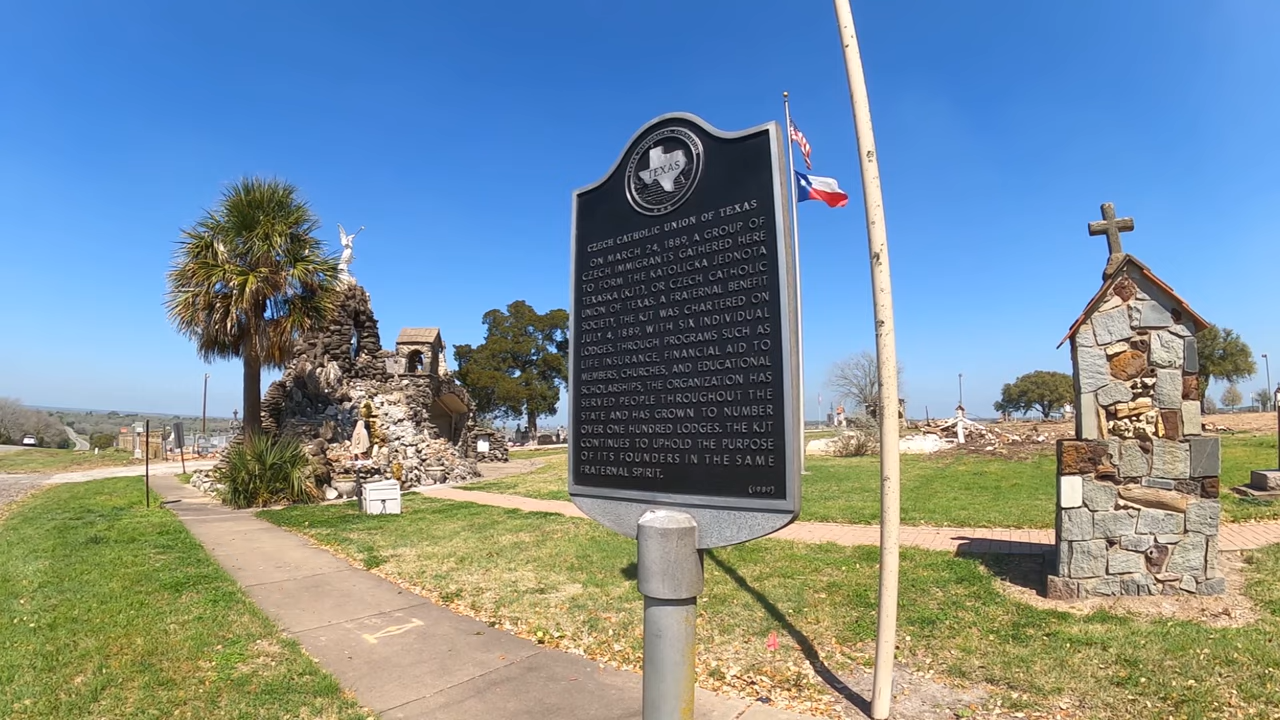 TEXAS
CZECH CATHOLIC UNION OF TEXAS
ON MARCH 24, 1889, A GROUP OF
CZECH IMMIGRANTS GATHERED HERE
TO FORM THE KATOLICKA JEDNOTA
TEXASKA (KJT), OR CZECH CATHOLIC
UNION OF TEXAS. A FRATERNAL BENEFIT
SOCIETY, THE KJT WAS CHARTERED ON
JULY 4, 1889, WITH SIX INDIVIDUAL
LODGES. THROUGH PROGRAMS SUCH AS
LIFE INSURANCE, FINANCIAL AID TO
MEMBERS, CHURCHES, AND EDUCATIONAL
SCHOLARSHIPS, THE ORGANIZATION HAS
SERVED PEOPLE THROUGHOUT THE
STATE AND HAS GROWN TO NUMBER
OVER ONE HUNDRED LODGES. THE KJT
CONTINUES TO UPHOLD THE PURPOSE
OF ITS FOUNDERS IN THE SAME
FRATERNAL SPIRIT.
(1989)